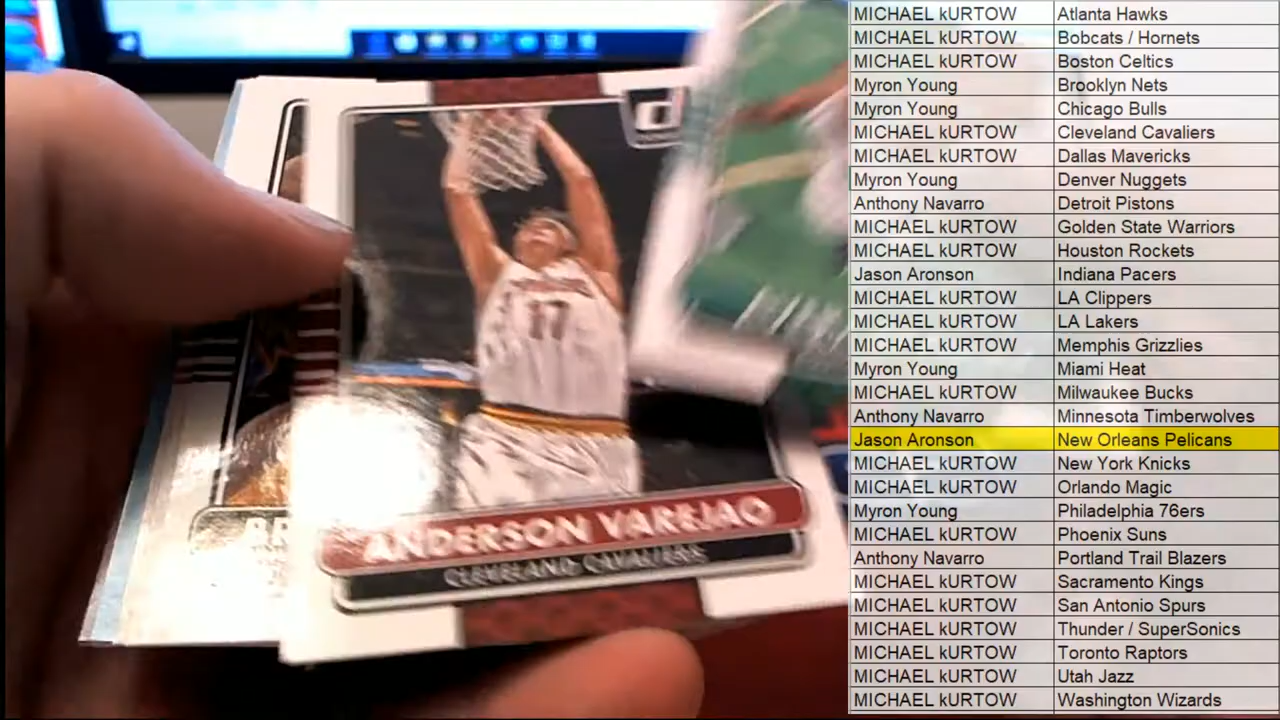 d
17
ANDERSON VAREJAO
CLEVELAND CAVALIERS
BR
MICHAEL kURTOW Atlanta Hawks
MICHAEL kURTOW Bobcats / Hornets
MICHAEL kURTOW Boston Celtics
Myron Young Brooklyn Nets
Myron Young Chicago Bulls
MICHAEL kURTOW Cleveland Cavaliers
MICHAEL kURTOW Dallas Mavericks
Myron Young Denver Nuggets
Anthony Navarro Detroit Pistons
MICHAEL kURTOW Golden State Warriors
MICHAEL kURTOW Houston Rockets
Jason Aronson Indiana Pacers
MICHAEL kURTOW LA Clippers
MICHAEL kURTOW LA Lakers
MICHAEL kURTOW Memphis Grizzlies
Myron Young Miami Heat
MICHAEL kURTOW Milwaukee Bucks
Anthony Navarro Minnesota Timberwolves
Jason Aronson New Orleans Pelicans
MICHAEL kURTOW New York Knicks
MICHAEL kURTOW Orlando Magic
Myron Young Philadelphia 76ers
MICHAEL kURTOW Phoenix Suns
Anthony Navarro Portland Trail Blazers
MICHAEL kURTOW Sacramento Kings
MICHAEL kURTOW San Antonio Spurs
MICHAEL kURTOW Thunder / SuperSonics
MICHAEL kURTOW Toronto Raptors
MICHAEL kURTOW Utah Jazz
MICHAEL kURTOW Washington Wizards